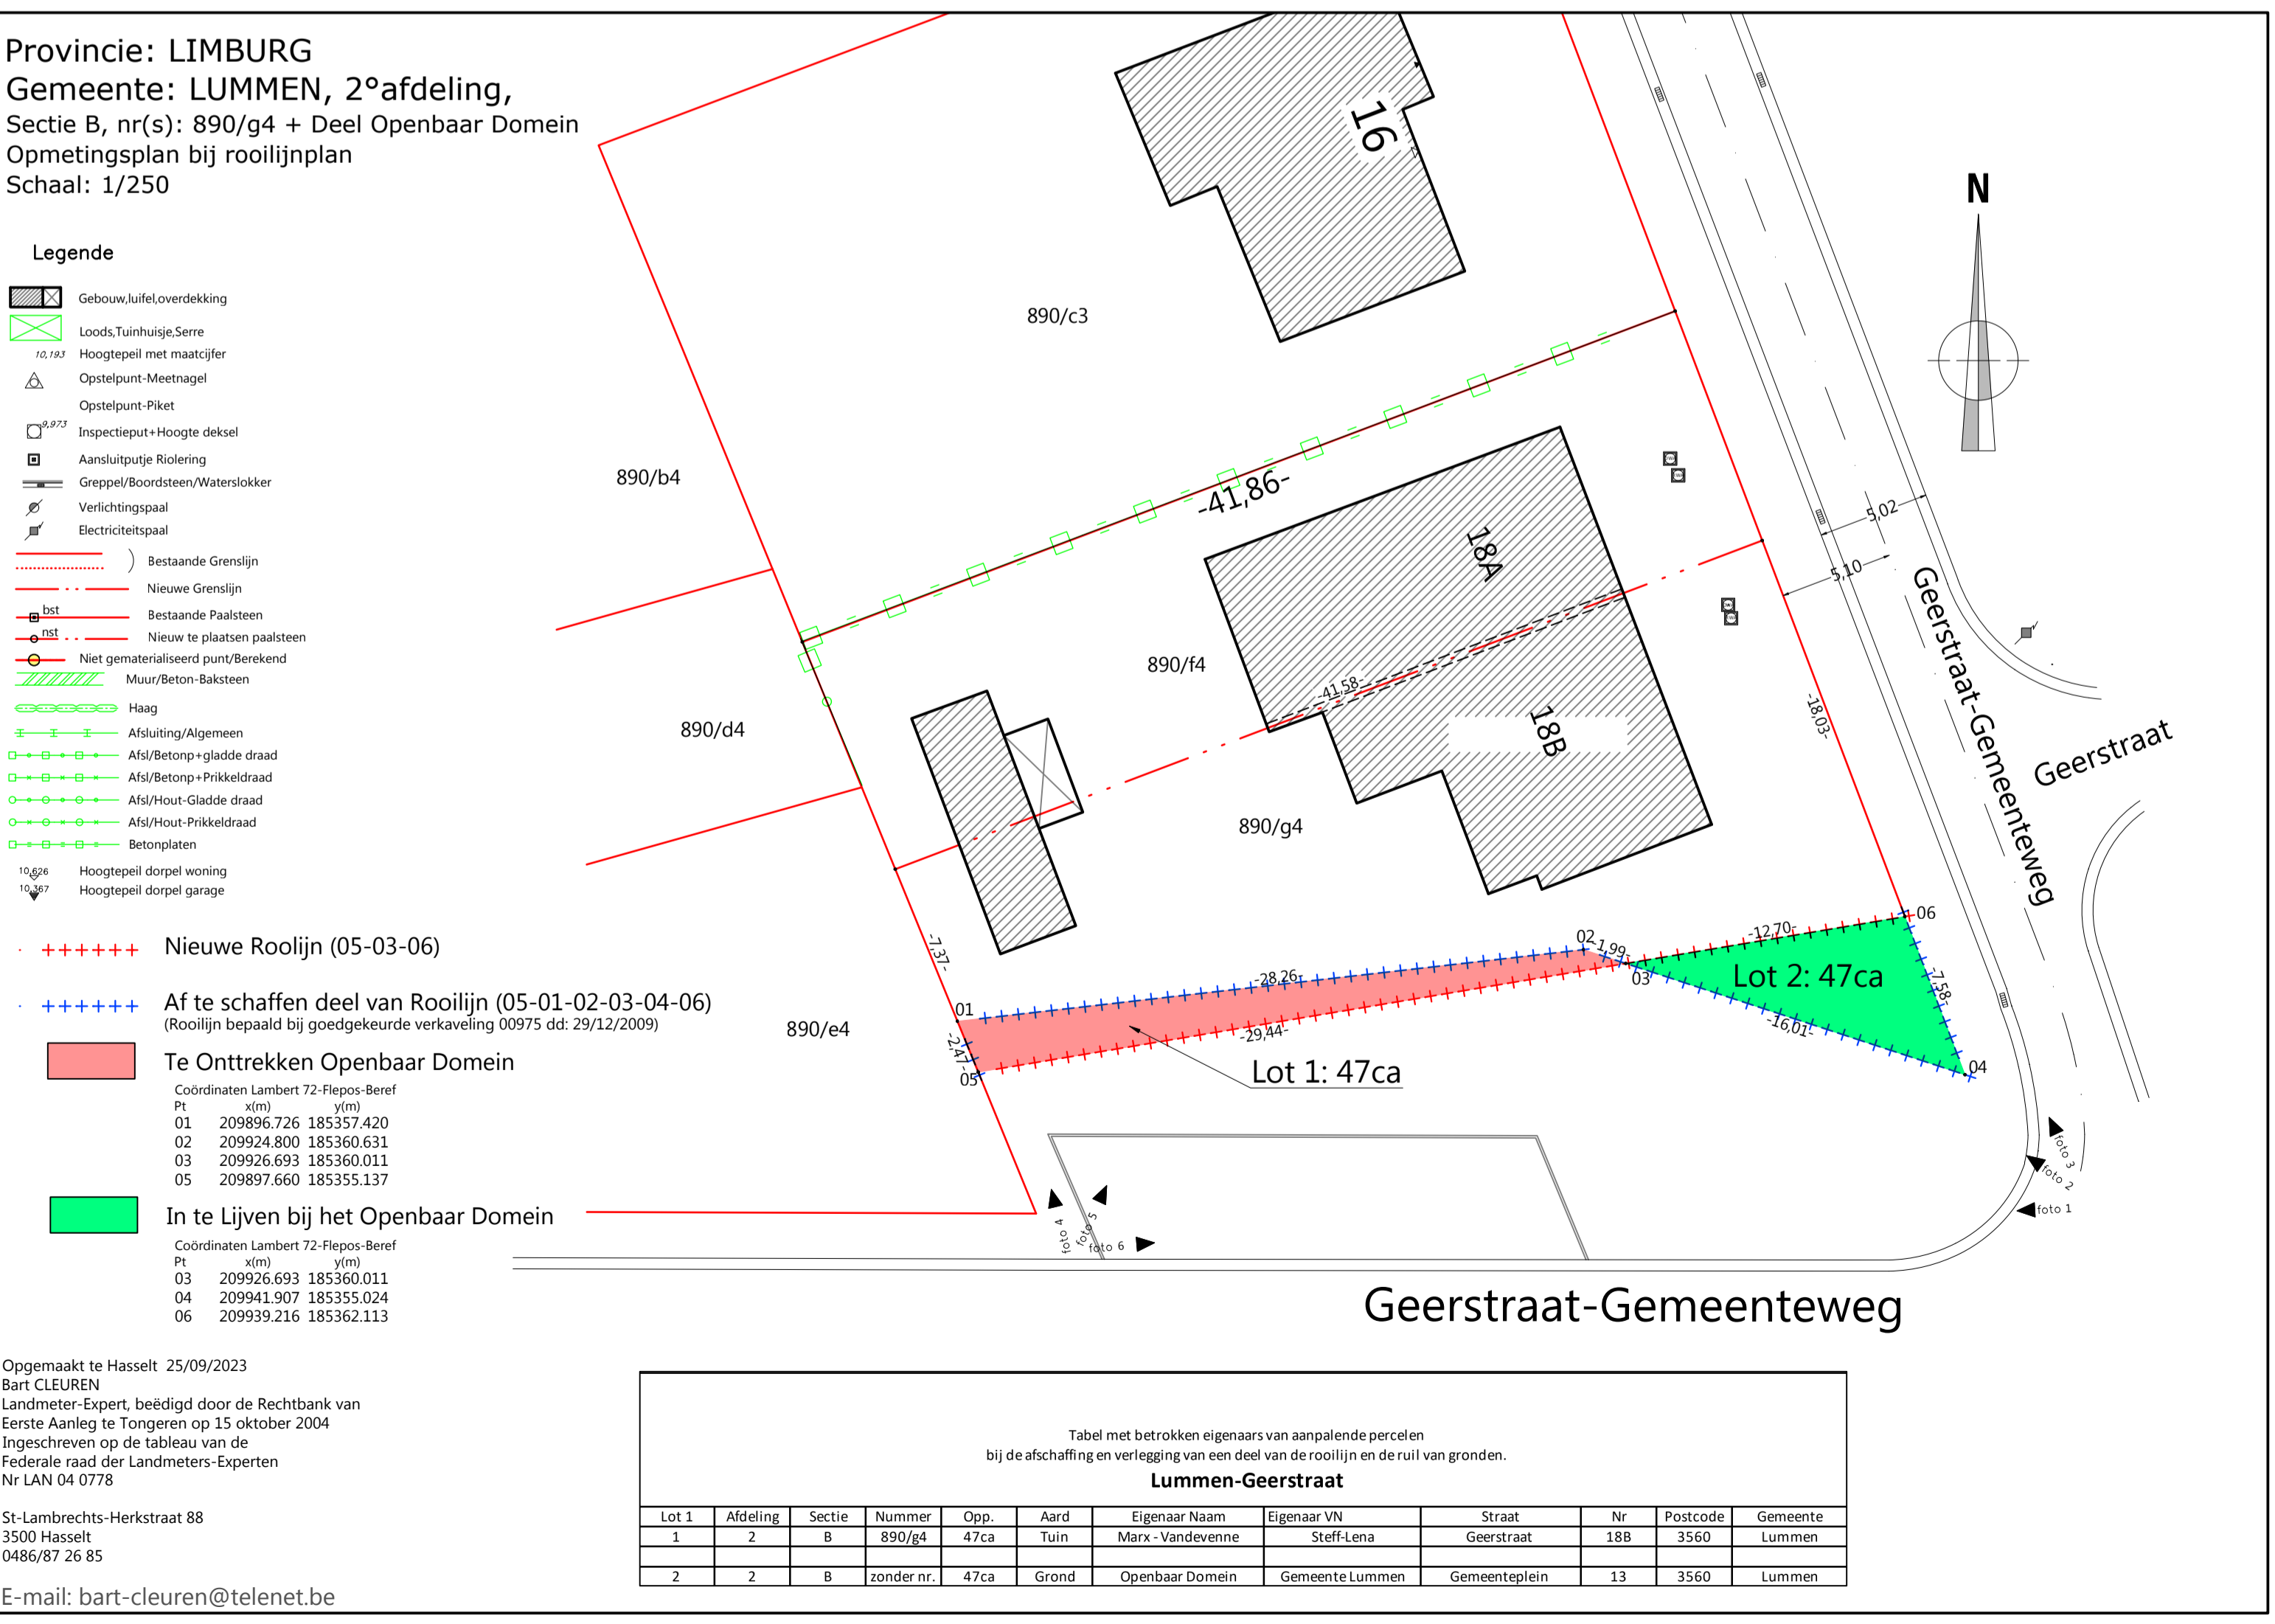 Provincie: LIMBURG
Gemeente: LUMMEN, 2°afdeling,
Sectie B, nr(s): 890/g4 + Deel Openbaar Domein
Opmetingsplan bij rooilijnplan
Schaal: 1/250
Legende
Gebouw,luifel,overdekking
Loods,Tuinhuisje,Serre
10,193 Hoogtepeil met maatcijfer
Opstelpunt-Meetnagel
Opstelpunt-Piket
9,973 Inspectieput+Hoogte deksel
Aansluitputje Riolering
Greppel/Boordsteen/Waterslokker
Verlichtingspaal
Electriciteitspaal
Bestaande Grenslijn
Nieuwe Grenslijn
bst Bestaande Paalsteen
nst Nieuw te plaatsen paalsteen
Niet gematerialiseerd punt/Berekend
Muur/Beton-Baksteen
Haag
Afsluiting/Algemeen
Afsl/Betonp+gladde draad
Afsl/Betonp+Prikkeldraad
Afsl/Hout-Gladde draad
Afsl/Hout-Prikkeldraad
Betonplaten
10,626 Hoogtepeil dorpel woning
10,367 Hoogtepeil dorpel garage
Nieuwe Roolijn (05-03-06)
Af te schaffen deel van Rooilijn (05-01-02-03-04-06)
(Rooilijn bepaald bij goedgekeurde verkaveling 00975 dd: 29/12/2009)
Te Onttrekken Openbaar Domein
Coördinaten Lambert 72-Flepos-Beref
Pt x(m) y(m)
01 209896.726 185357.420
02 209924.800 185360.631
03 209926.693 185360.011
05 209897.660 185355.137
In te Lijven bij het Openbaar Domein
Coördinaten Lambert 72-Flepos-Beref
Pt x(m) y(m)
03 209926.693 185360.011
04 209941.907 185355.024
06 209939.216 185362.113
Opgemaakt te Hasselt 25/09/2023
Bart CLEUREN
Landmeter-Expert, beëdigd door de Rechtbank van
Eerste Aanleg te Tongeren op 15 oktober 2004
Ingeschreven op de tableau van de
Federale raad der Landmeters-Experten
Nr LAN 04 0778
St-Lambrechts-Herkstraat 88
3500 Hasselt
0486/87 26 85
E-mail: bart-cleuren@telenet.be
16
N
890/c3
890/b4
-41,86-
18A
5,02
5,10
890/f4
-41,58-
18B
890/d4
-18,03-
Geerstraat-Gemeenteweg
Geerstraat
890/g4
-7,37-
890/e4
01
-28,26-
02
-1,99-
03
-12,70-
06
Lot 2: 47ca
-7,58-
-16,01-
04
-2,47-
05
-29,44-
Lot 1: 47ca
foto 3
foto 2
foto 1
foto 4
foto 5
foto 6
Geerstraat-Gemeenteweg
Tabel met betrokken eigenaars van aanpalende percelen
bij de afschaffing en verlegging van een deel van de rooilijn en de ruil van gronden.
Lummen-Geerstraat
Lot 1 Afdeling Sectie Nummer Opp. Aard Eigenaar Naam Eigenaar VN Straat Nr Postcode Gemeente
1 2 B 890/g4 47ca Tuin Marx - Vandevenne Steff-Lena Geerstraat 18B 3560 Lummen
2 2 B zonder nr. 47ca Grond Openbaar Domein Gemeente Lummen Gemeenteplein 13 3560 Lummen